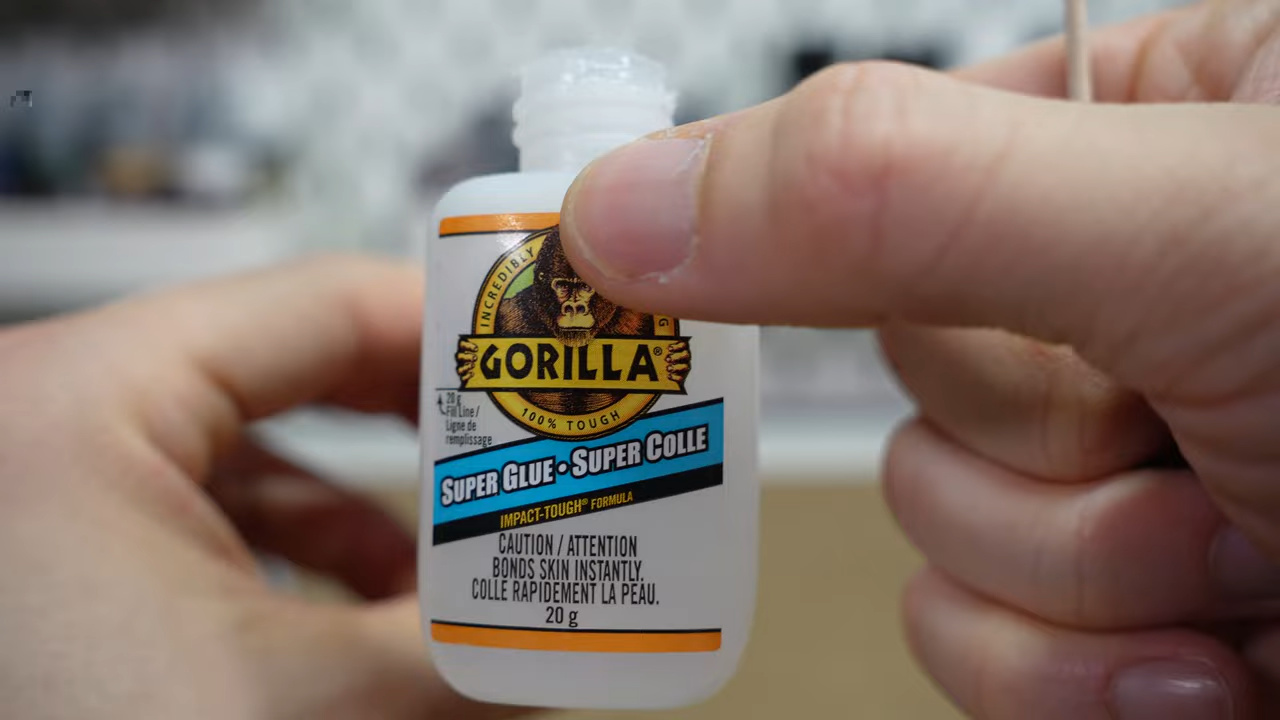 INCREDIBLY
GORILLA®
100% TOUGH
20 g
Fill Line /
Ligne de
remplissage
SUPER GLUE • SUPER COLLE
IMPACT-TOUGH® FORMULA
CAUTION / ATTENTION
BONDS SKIN INSTANTLY.
COLLE RAPIDEMENT LA PEAU.
20 g